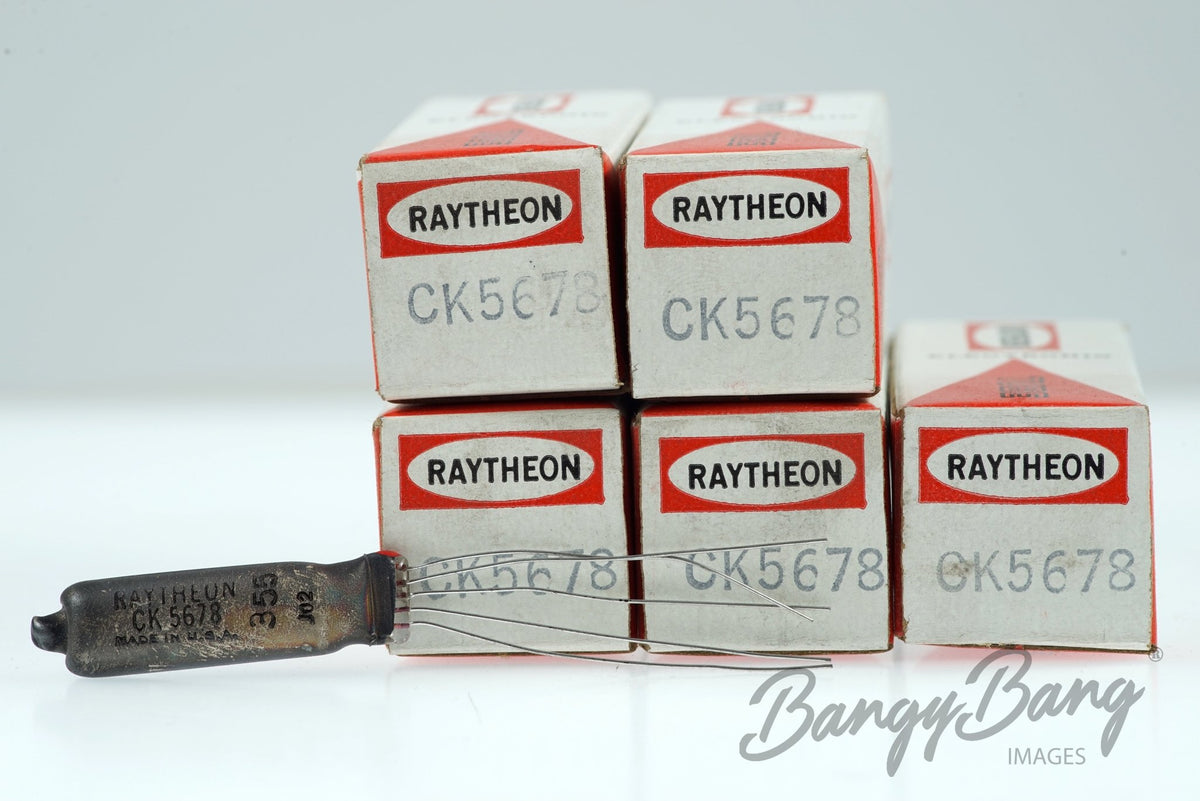 RAYTHEON
CK5678
RAYTHEON
CK5678
RAYTHEON
CK5678
RAYTHEON
CK5678
RAYTHEON
CK5678
RAYTHEON
CK 5678
MADE IN U.S.A.
355
J02
BangyBang®
IMAGES